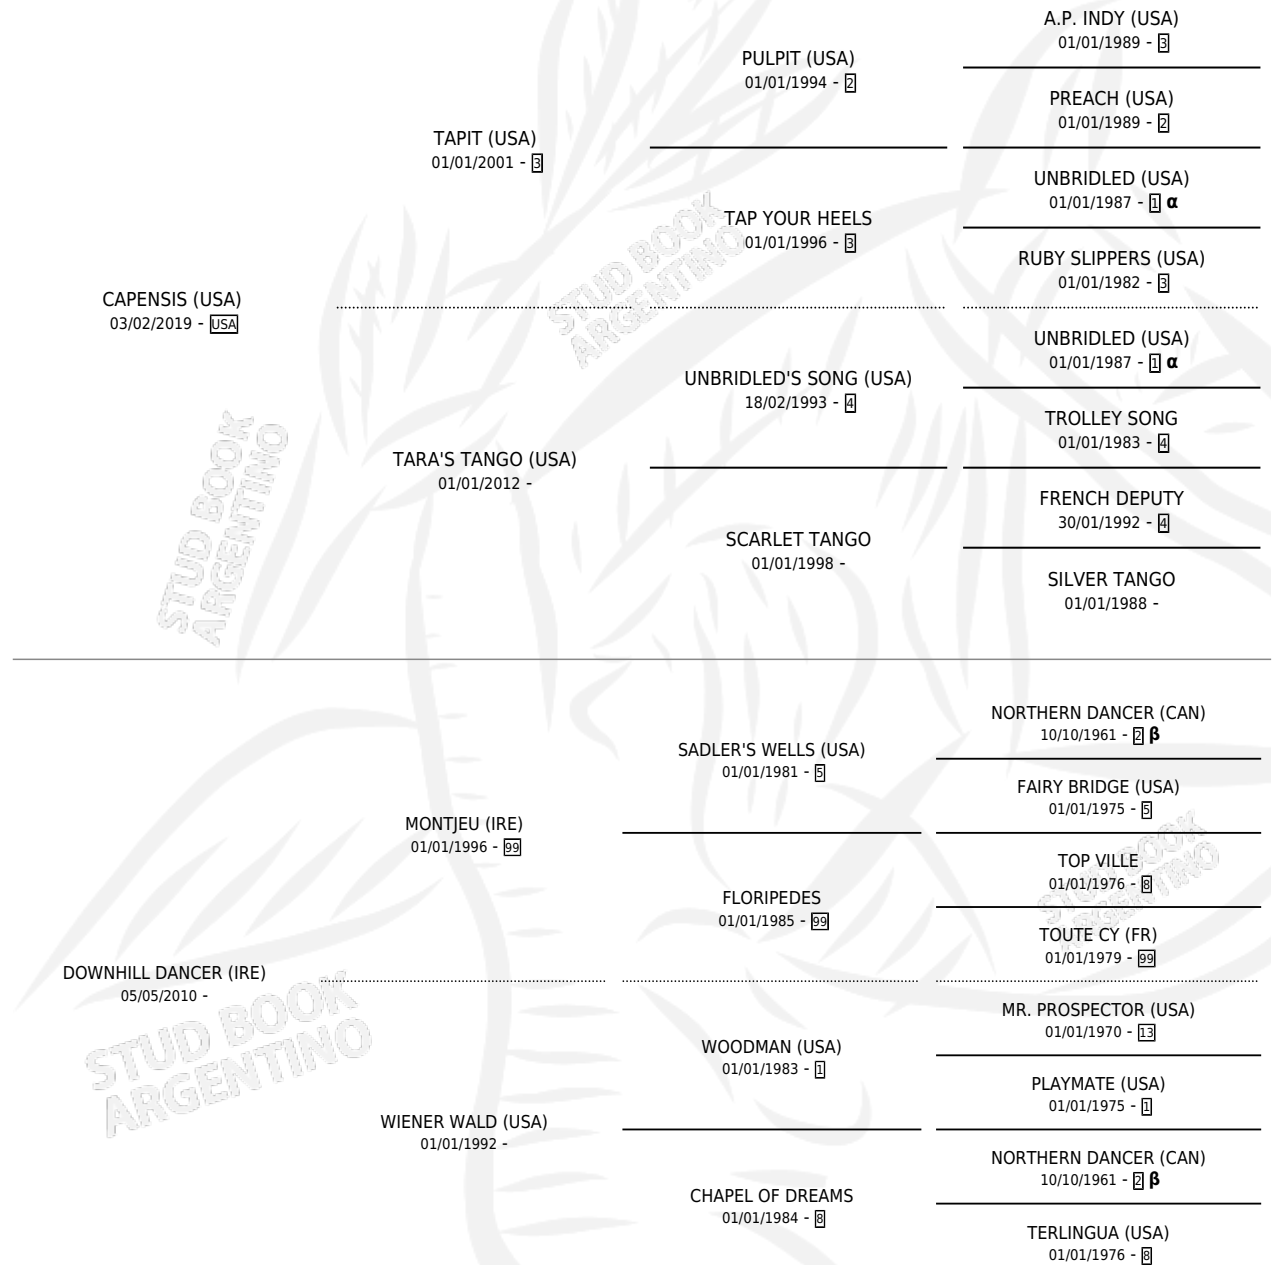 A.P. INDY (USA)
01/01/1989 - 3
PULPIT (USA)
01/01/1994 - 2
PREACH (USA)
01/01/1989 - 2
TAPIT (USA)
01/01/2001 - 3
UNBRIDLED (USA)
01/01/1987 - 1 α
TAP YOUR HEELS
01/01/1996 - 3
RUBY SLIPPERS (USA)
01/01/1982 - 3
CAPENSIS (USA)
03/02/2019 - USA
UNBRIDLED (USA)
01/01/1987 - 1 α
UNBRIDLED'S SONG (USA)
18/02/1993 - 4
TROLLEY SONG
01/01/1983 - 4
TARA'S TANGO (USA)
01/01/2012 -
FRENCH DEPUTY
30/01/1992 - 4
SCARLET TANGO
01/01/1998 -
SILVER TANGO
01/01/1988 -
NORTHERN DANCER (CAN)
10/10/1961 - 2 β
SADLER'S WELLS (USA)
01/01/1981 - 5
FAIRY BRIDGE (USA)
01/01/1975 - 5
MONTJEU (IRE)
01/01/1996 - 99
TOP VILLE
01/01/1976 - 8
FLORIPEDES
01/01/1985 - 99
TOUTE CY (FR)
01/01/1979 - 99
DOWNHILL DANCER (IRE)
05/05/2010 -
MR. PROSPECTOR (USA)
01/01/1970 - 13
WOODMAN (USA)
01/01/1983 - 1
PLAYMATE (USA)
01/01/1975 - 1
WIENER WALD (USA)
01/01/1992 -
NORTHERN DANCER (CAN)
10/10/1961 - 2 β
CHAPEL OF DREAMS
01/01/1984 - 8
TERLINGUA (USA)
01/01/1976 - 8
STUD BOOK
ARGENTINO
STUD BOOK
ARGENTINO
STUD BOOK
ARGENTINO
STUD BOOK
ARGENTINO